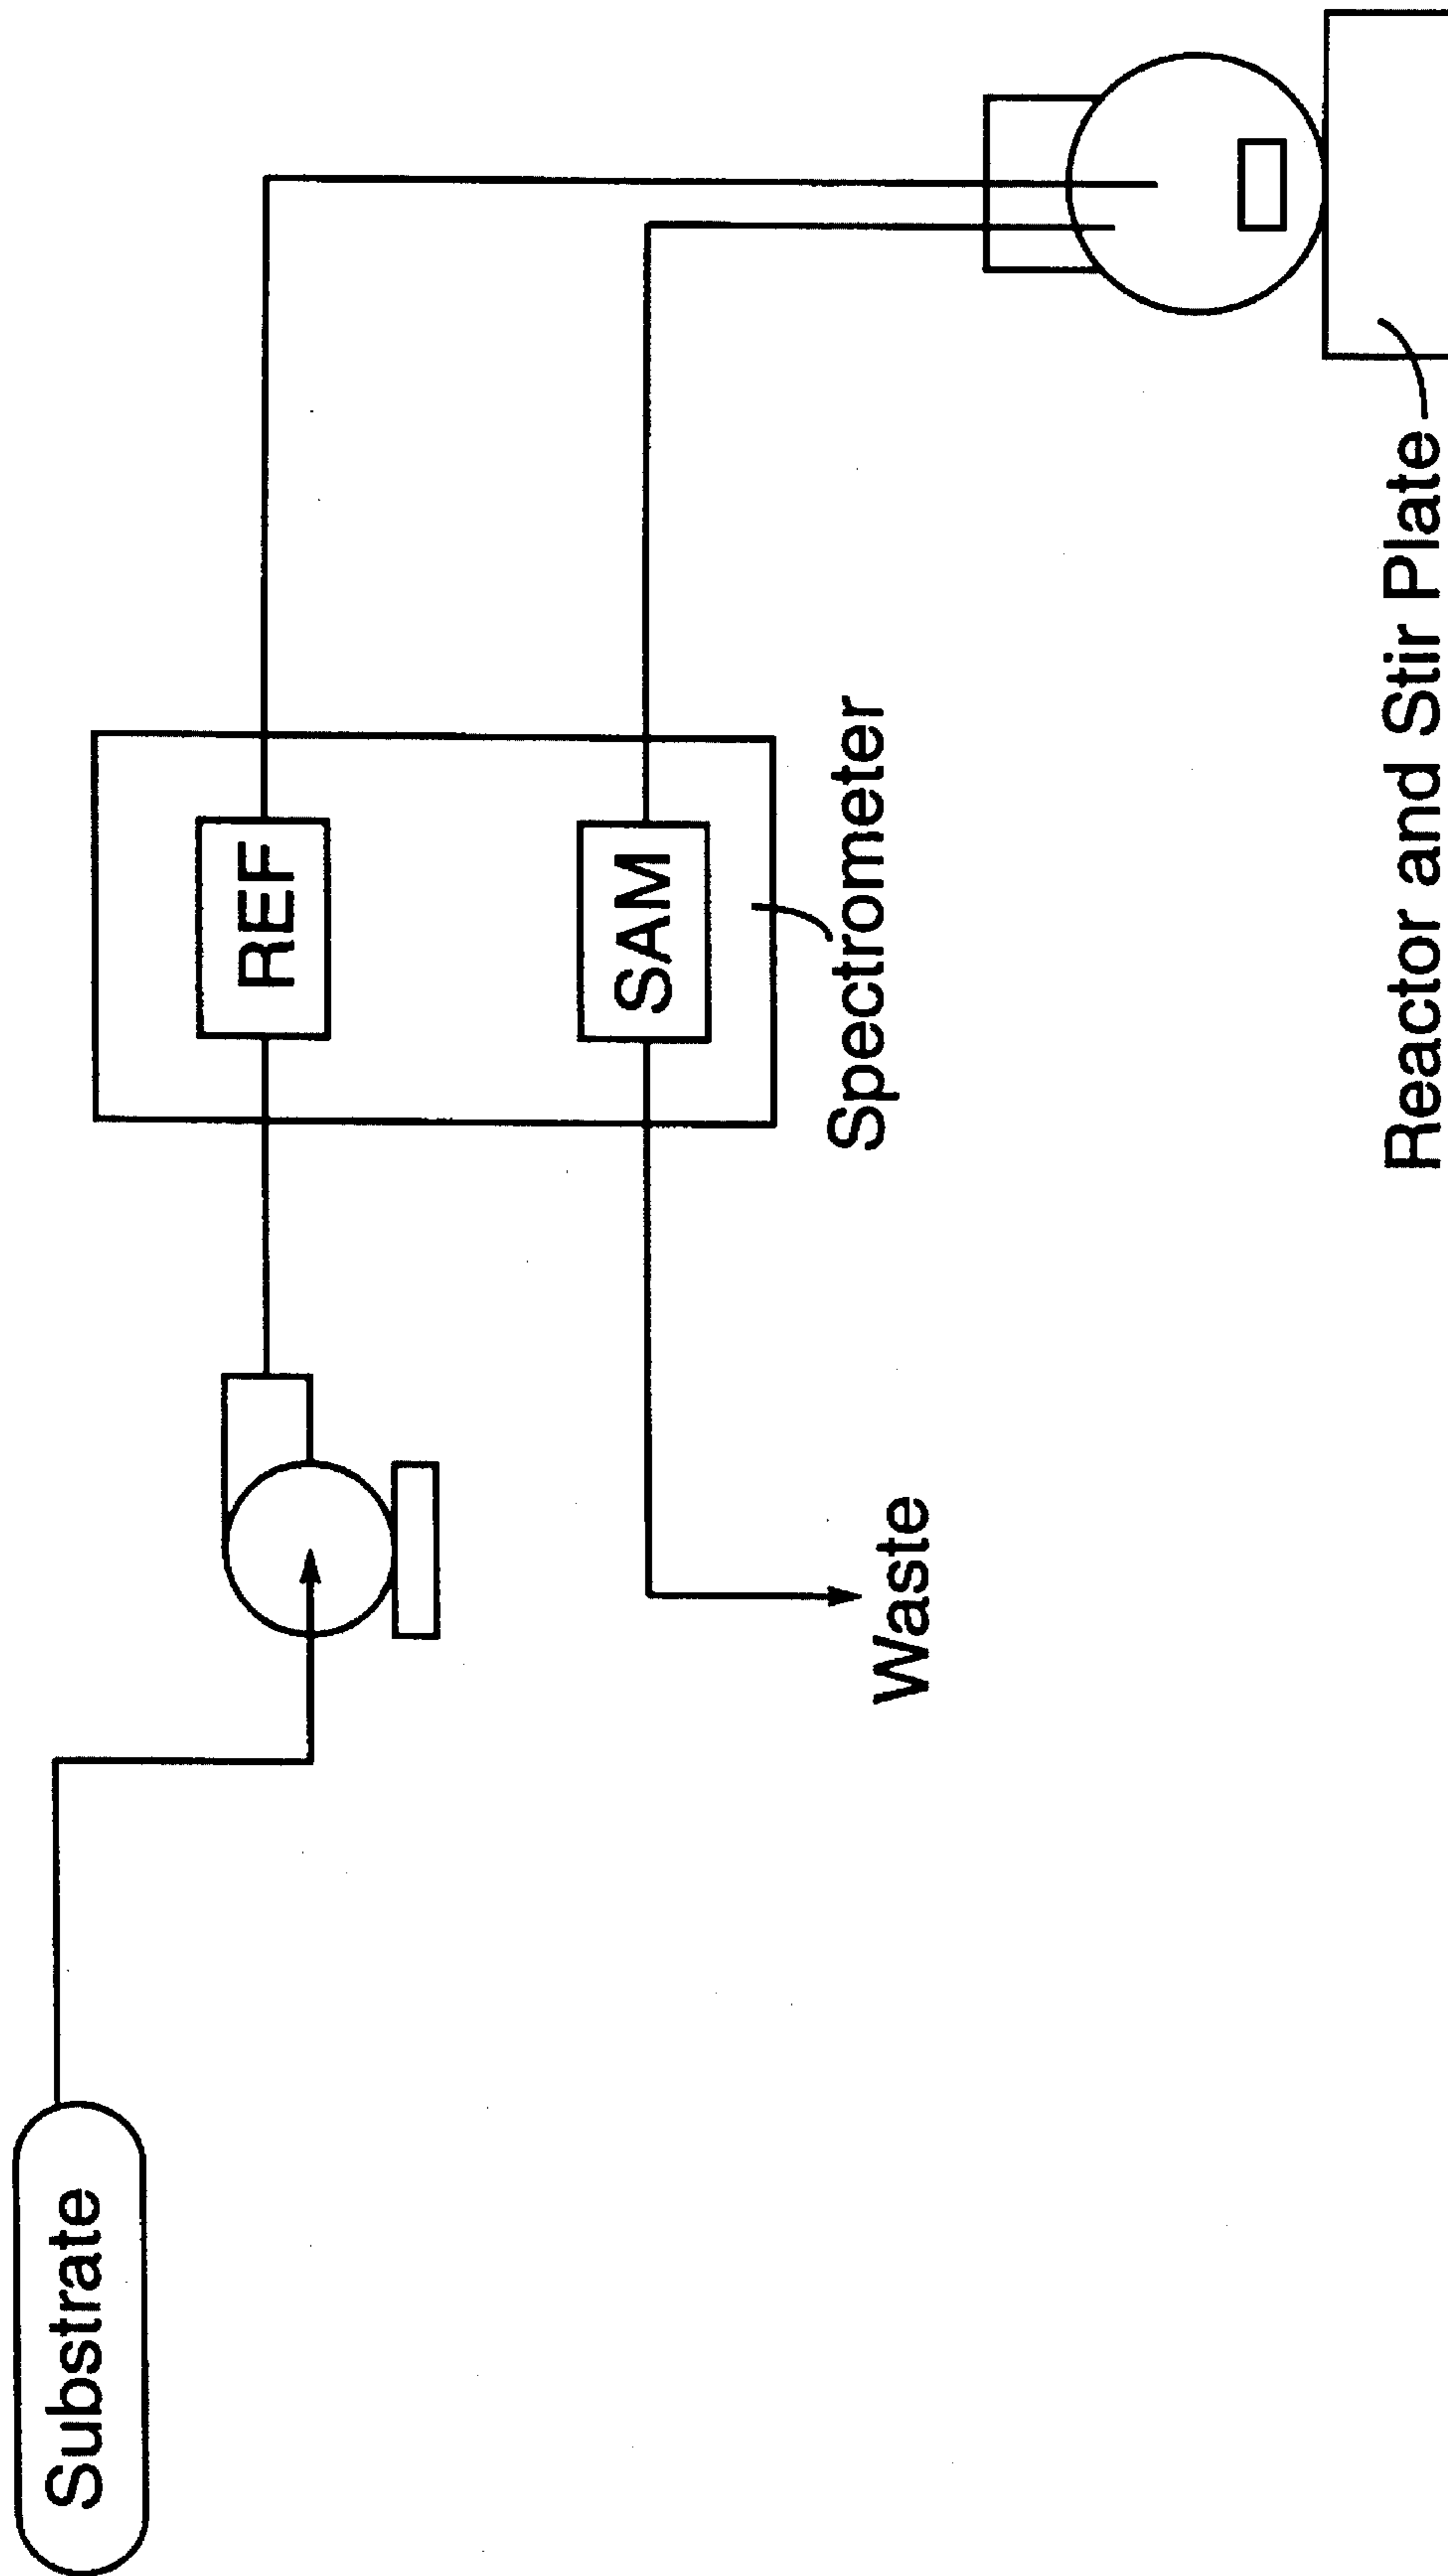 Substrate
REF
SAM
Spectrometer
Waste
Reactor and Stir Plate